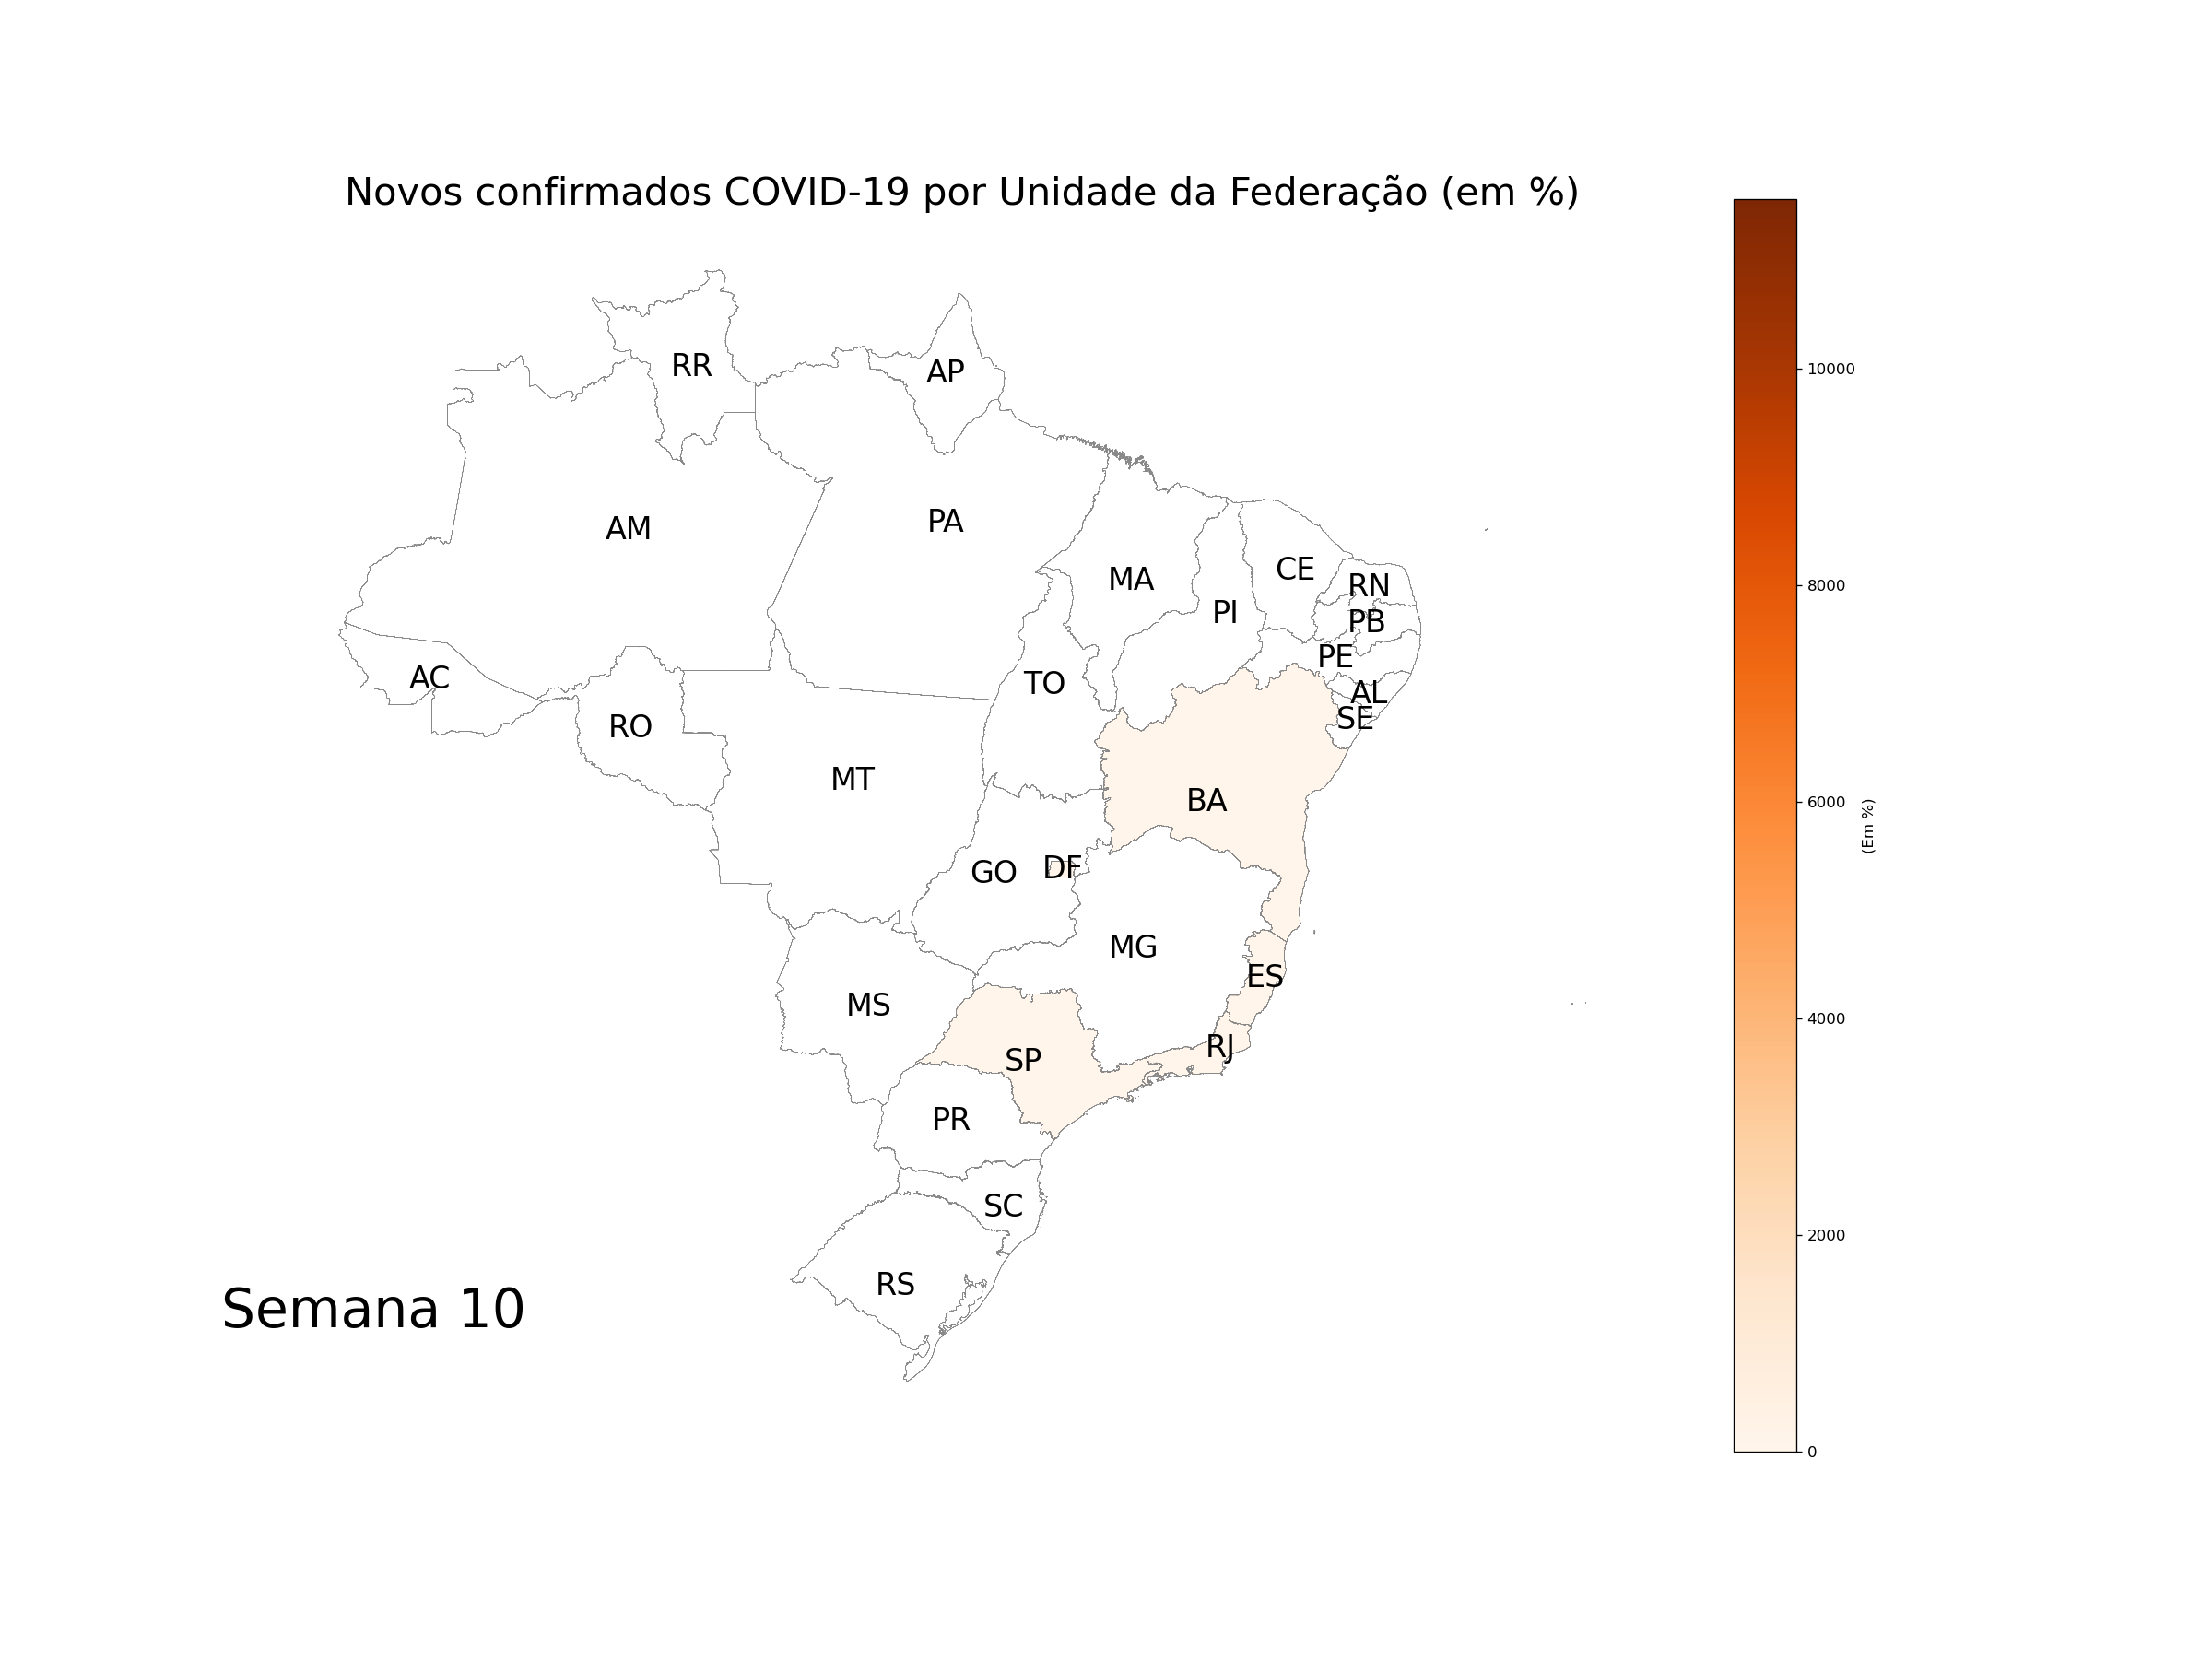 Novos confirmados COVID-19 por Unidade da Federação (em %)
RR
AP
AM
PA
MA
CE
RN
PI
PB
PE
AC
TO
AL
SE
RO
MT
BA
GO
DF
MG
ES
MS
RJ
SP
PR
SC
RS
Semana 10
10000
8000
6000
(Em %)
4000
2000
0